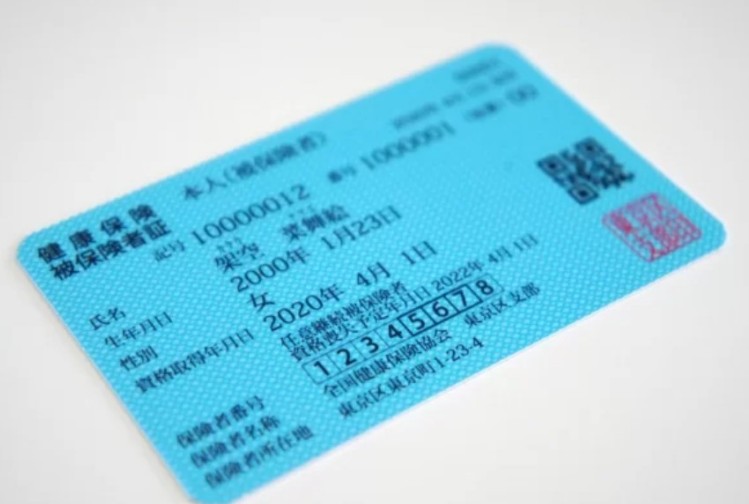 健康保険
被保険者証
本人(被保険者)
記号 10000012 番号 1000001
氏名 架空
生年月日 2000年 1月23日
性別 女
資格取得年月日 2020年 4月 1日
任意継続被保険者
資格喪失予定年月日 2022年 4月 1日
保険者番号 12345678
保険者名称 全国健康保険協会 東京区支部
保険者所在地 東京区東京町1-23-4